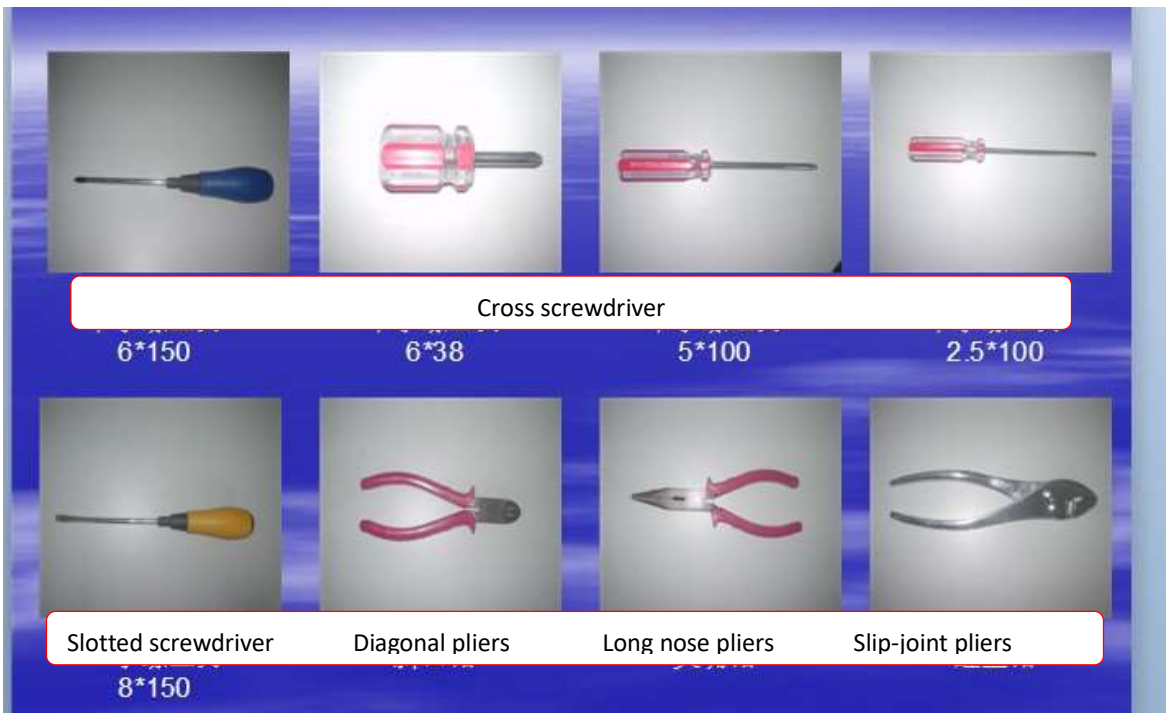 Cross screwdriver
6*150 6*38 5*100 2.5*100
Slotted screwdriver Diagonal pliers Long nose pliers Slip-joint pliers
8*150